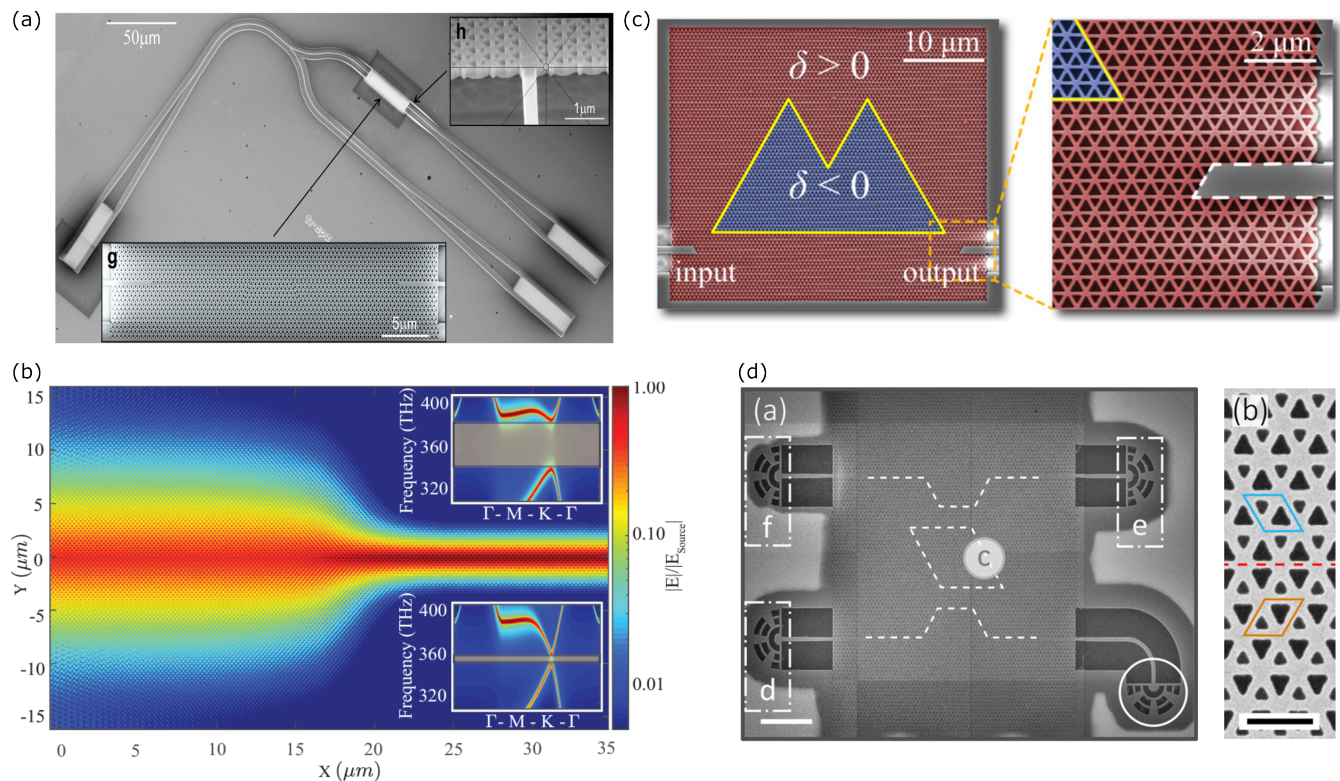 (a)
50μm
h
1μm
g
5μm
(c)
10 μm
δ > 0
δ < 0
input
output
2 μm
(b)
15
10
5
0
-5
-10
-15
Y (μm)
0
5
10
15
20
25
30
35
X (μm)
Frequency (THz)
400
360
320
Γ - M - K - Γ
Frequency (THz)
400
360
320
Γ - M - K - Γ
1.00
0.10
0.01
|E|/|E_Source|
(d)
(a)
f
e
c
d
(b)